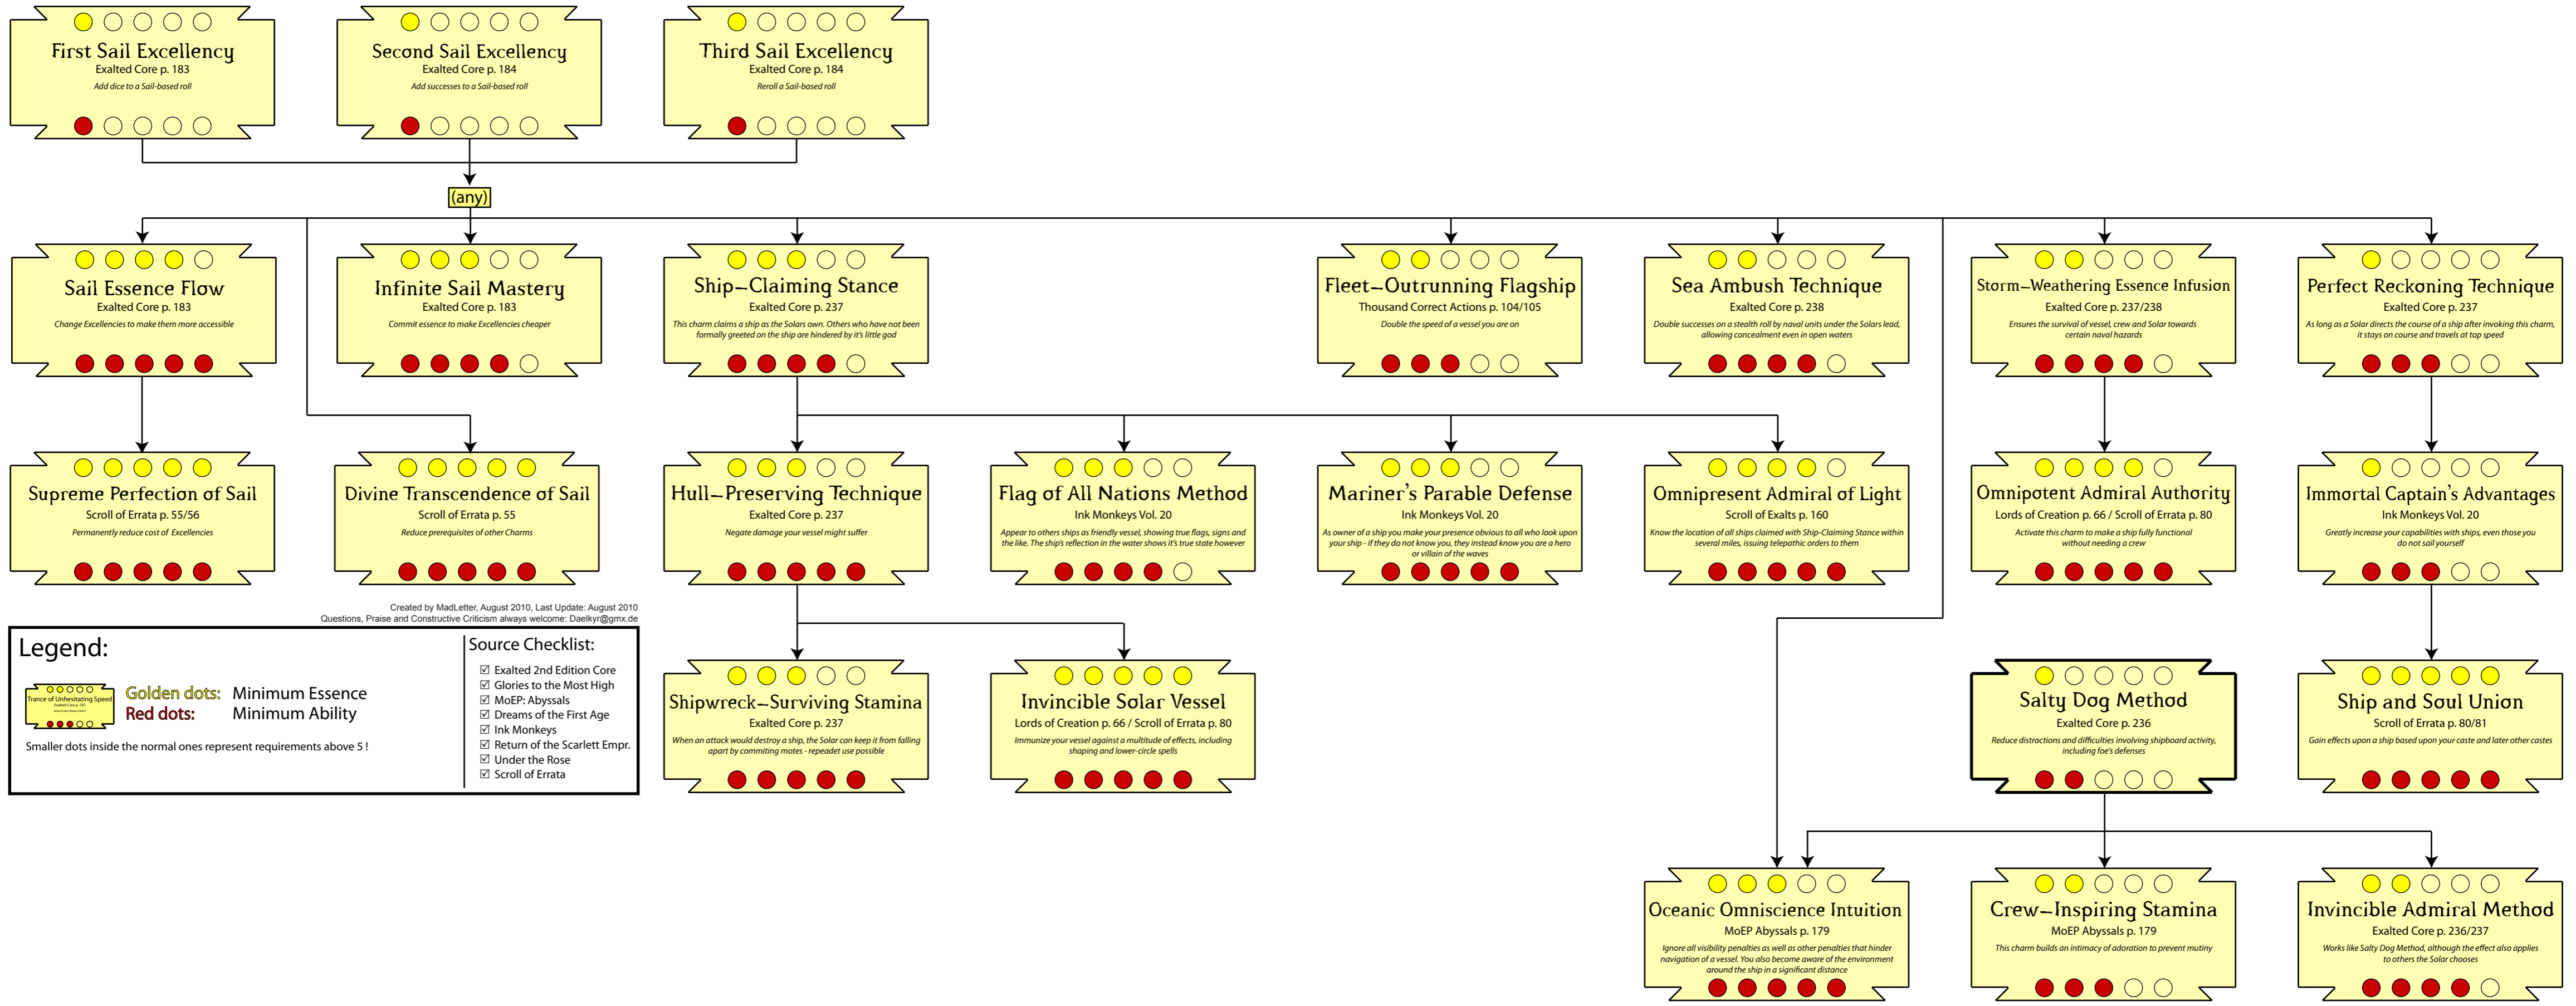 First Sail Excellency
Exalted Core p. 183
Add dice to a Sail-based roll
Second Sail Excellency
Exalted Core p. 184
Add successes to a Sail-based roll
Third Sail Excellency
Exalted Core p. 184
Reroll a Sail-based roll
(any)
Sail Essence Flow
Exalted Core p. 183
Change Excellencies to make them more accessible
Infinite Sail Mastery
Exalted Core p. 183
Commit essence to make Excellencies cheaper
Ship-Claiming Stance
Exalted Core p. 237
This charm claims a ship as the Solars own. Others who have not been
formally greeted on the ship are hindered by it's little god
Fleet-Outrunning Flagship
Thousand Correct Actions p. 104/105
Double the speed of a vessel you are on
Sea Ambush Technique
Exalted Core p. 238
Double successes on a stealth roll by naval units under the Solars lead,
allowing concealment even in open waters
Storm-Weathering Essence Infusion
Exalted Core p. 237/238
Ensures the survival of vessel, crew and Solar towards
certain naval hazards
Perfect Reckoning Technique
Exalted Core p. 237
As long as a Solar directs the course of a ship after invoking this charm,
it stays on course and travels at top speed
Supreme Perfection of Sail
Scroll of Errata p. 55/56
Permanently reduce cost of Excellencies
Divine Transcendence of Sail
Scroll of Errata p. 55
Reduce prerequisites of other Charms
Hull-Preserving Technique
Exalted Core p. 237
Negate damage your vessel might suffer
Flag of All Nations Method
Ink Monkeys Vol. 20
Appear to others ships as friendly vessel, showing true flags, signs and
the like. The ship's reflection in the water shows it's true state however
Mariner's Parable Defense
Ink Monkeys Vol. 20
As owner of a ship you make your presence obvious to all who look upon
your ship - if they do not know you, they instead know you are a hero
or villain of the waves
Omnipresent Admiral of Light
Scroll of Exalts p. 160
Know the location of all ships claimed with Ship-Claiming Stance within
several miles, issuing telepathic orders to them
Omnipotent Admiral Authority
Lords of Creation p. 66 / Scroll of Errata p. 80
Activate this charm to make a ship fully functional
without needing a crew
Immortal Captain's Advantages
Ink Monkeys Vol. 20
Greatly increase your capabilities with ships, even those you
do not sail yourself
Created by MadLetter, August 2010, Last Update: August 2010
Questions, Praise and Constructive Criticism always welcome: Daelkyr@gmx.de
Legend:
Trance of Unhesitating Speed
Exalted Core p. 187
Golden dots: Minimum Essence
Red dots: Minimum Ability
Smaller dots inside the normal ones represent requirements above 5 !
Source Checklist:
☑ Exalted 2nd Edition Core
☑ Glories to the Most High
☑ MoEP: Abyssals
☑ Dreams of the First Age
☑ Ink Monkeys
☑ Return of the Scarlett Empr.
☑ Under the Rose
☑ Scroll of Errata
Shipwreck-Surviving Stamina
Exalted Core p. 237
When an attack would destroy a ship, the Solar can keep it from falling
apart by commiting motes - repeadet use possible
Invincible Solar Vessel
Lords of Creation p. 66 / Scroll of Errata p. 80
Immunize your vessel against a multitude of effects, including
shaping and lower-circle spells
Salty Dog Method
Exalted Core p. 236
Reduce distractions and difficulties involving shipboard activity,
including foe's defenses
Ship and Soul Union
Scroll of Errata p. 80/81
Gain effects upon a ship based upon your caste and later other castes
Oceanic Omniscience Intuition
MoEP Abyssals p. 179
Ignore all visibility penalties as well as other penalties that hinder
navigation of a vessel. You also become aware of the environment
around the ship in a significant distance
Crew-Inspiring Stamina
MoEP Abyssals p. 179
This charm builds an intimacy of adoration to prevent mutiny
Invincible Admiral Method
Exalted Core p. 236/237
Works like Salty Dog Method, although the effect also applies
to others the Solar chooses